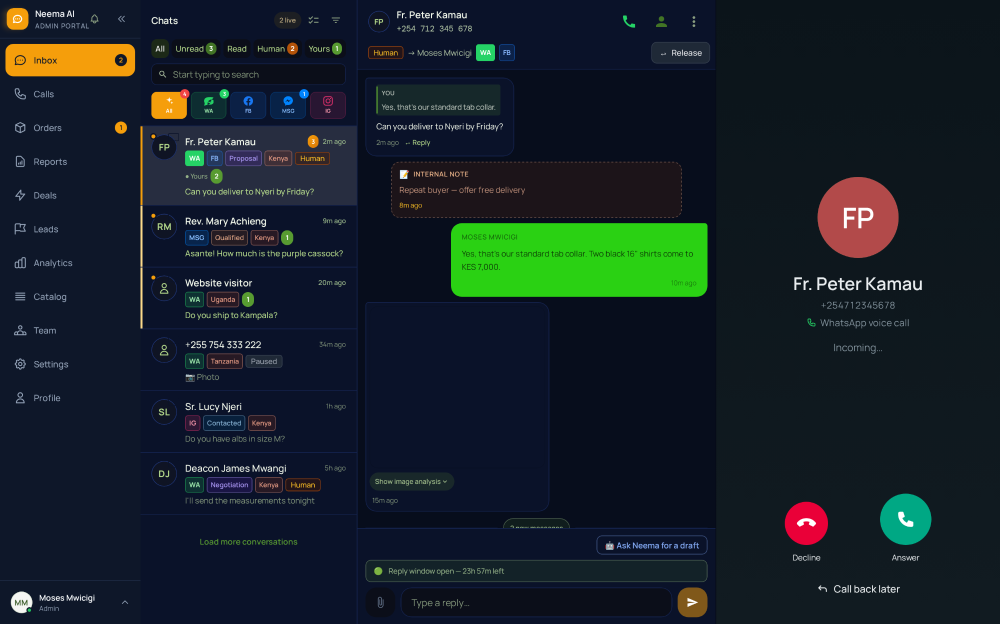 Neema AI
ADMIN PORTAL
Inbox 2
Calls
Orders 1
Reports
Deals
Leads
Analytics
Catalog
Team
Settings
Profile
MM
Moses Mwicigi
Admin
Chats
2 live
All
Unread 3
Read
Human 2
Yours 1
Start typing to search
All 4
WA 3
FB
MSG 1
IG
FP
Fr. Peter Kamau
3 2m ago
WA FB Proposal Kenya Human
Yours 2
Can you deliver to Nyeri by Friday?
RM
Rev. Mary Achieng
9m ago
MSG Qualified Kenya 1
Asante! How much is the purple cassock?
Website visitor
20m ago
WA Uganda 1
Do you ship to Kampala?
+255 754 333 222
34m ago
WA Tanzania Paused
📷 Photo
SL
Sr. Lucy Njeri
1h ago
IG Contacted Kenya
Do you have albs in size M?
DJ
Deacon James Mwangi
5h ago
WA Negotiation Kenya Human
I'll send the measurements tonight
Load more conversations
FP
Fr. Peter Kamau
+254 712 345 678
Human → Moses Mwicigi WA FB
↔ Release
YOU
Yes, that's our standard tab collar.
Can you deliver to Nyeri by Friday?
2m ago ↔ Reply
📝 INTERNAL NOTE
Repeat buyer — offer free delivery
8m ago
MOSES MWICIGI
Yes, that's our standard tab collar. Two black 16" shirts come to
KES 7,000.
10m ago
Show image analysis
15m ago
2 new messages
🤖 Ask Neema for a draft
Reply window open — 23h 57m left
Type a reply…
FP
Fr. Peter Kamau
+254712345678
WhatsApp voice call
Incoming…
Decline
Answer
Call back later